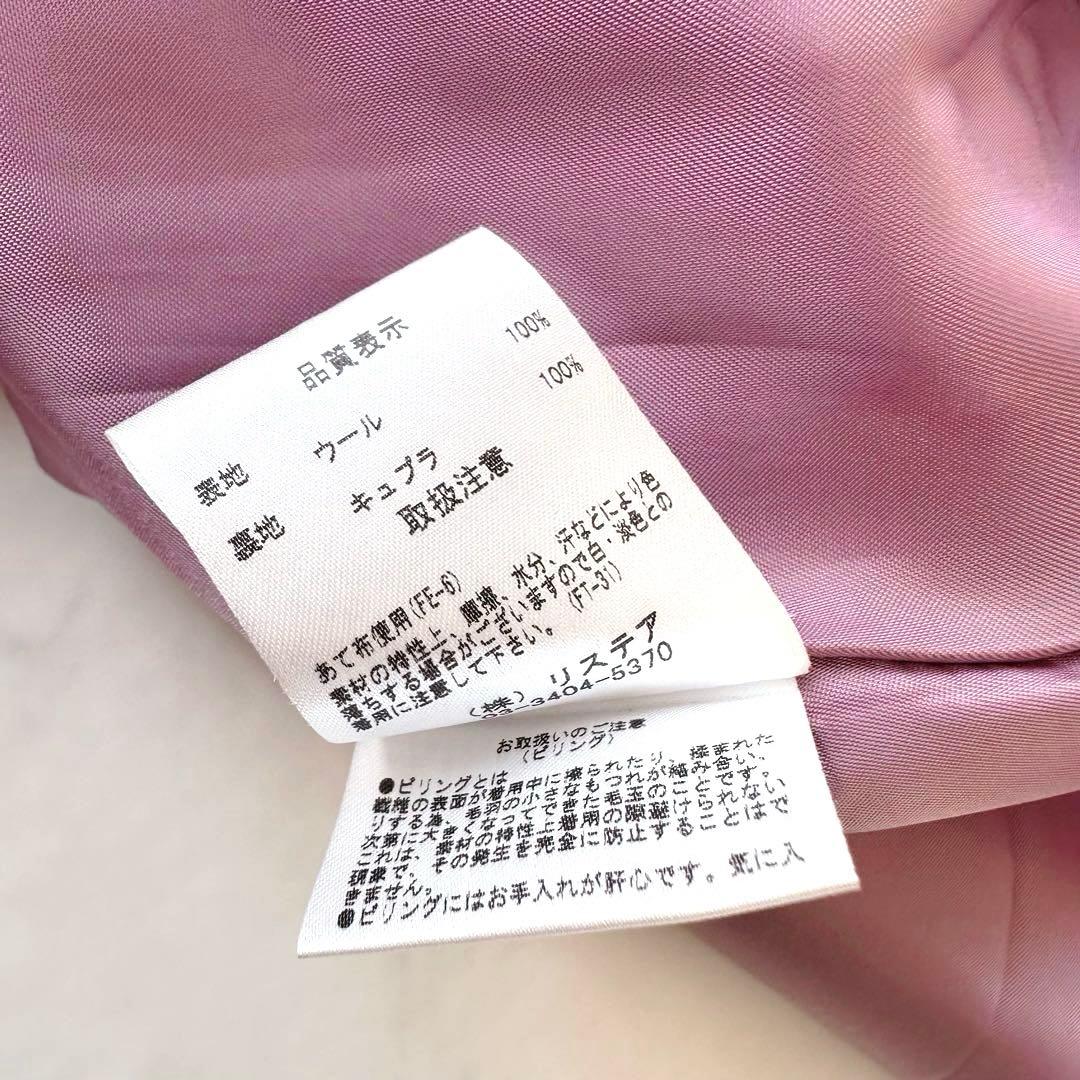 品質表示
表地 ウール 100%
裏地 キュプラ 100%
取扱注意
あて布使用(FE-6)
素材の特性上、摩擦、水分、汗などにより色
落ちする場合がございますので白、淡色との
着用に注意して下さい。 (FT-31)
(株) リステア
03-3404-5370
お取扱いのご注意
(ピリング)
●ピリングとは
繊維の表面が着用中に擦られたり、揉まれた
りする為、毛羽の小さなもつれが絡み合い、
次第に大きくなってできた毛玉のことです。
これは、素材の特性上着用の際避けられない
現象で、その発生を完全に防止することはで
きません。
●ピリングにはお手入れが肝心です。気に入